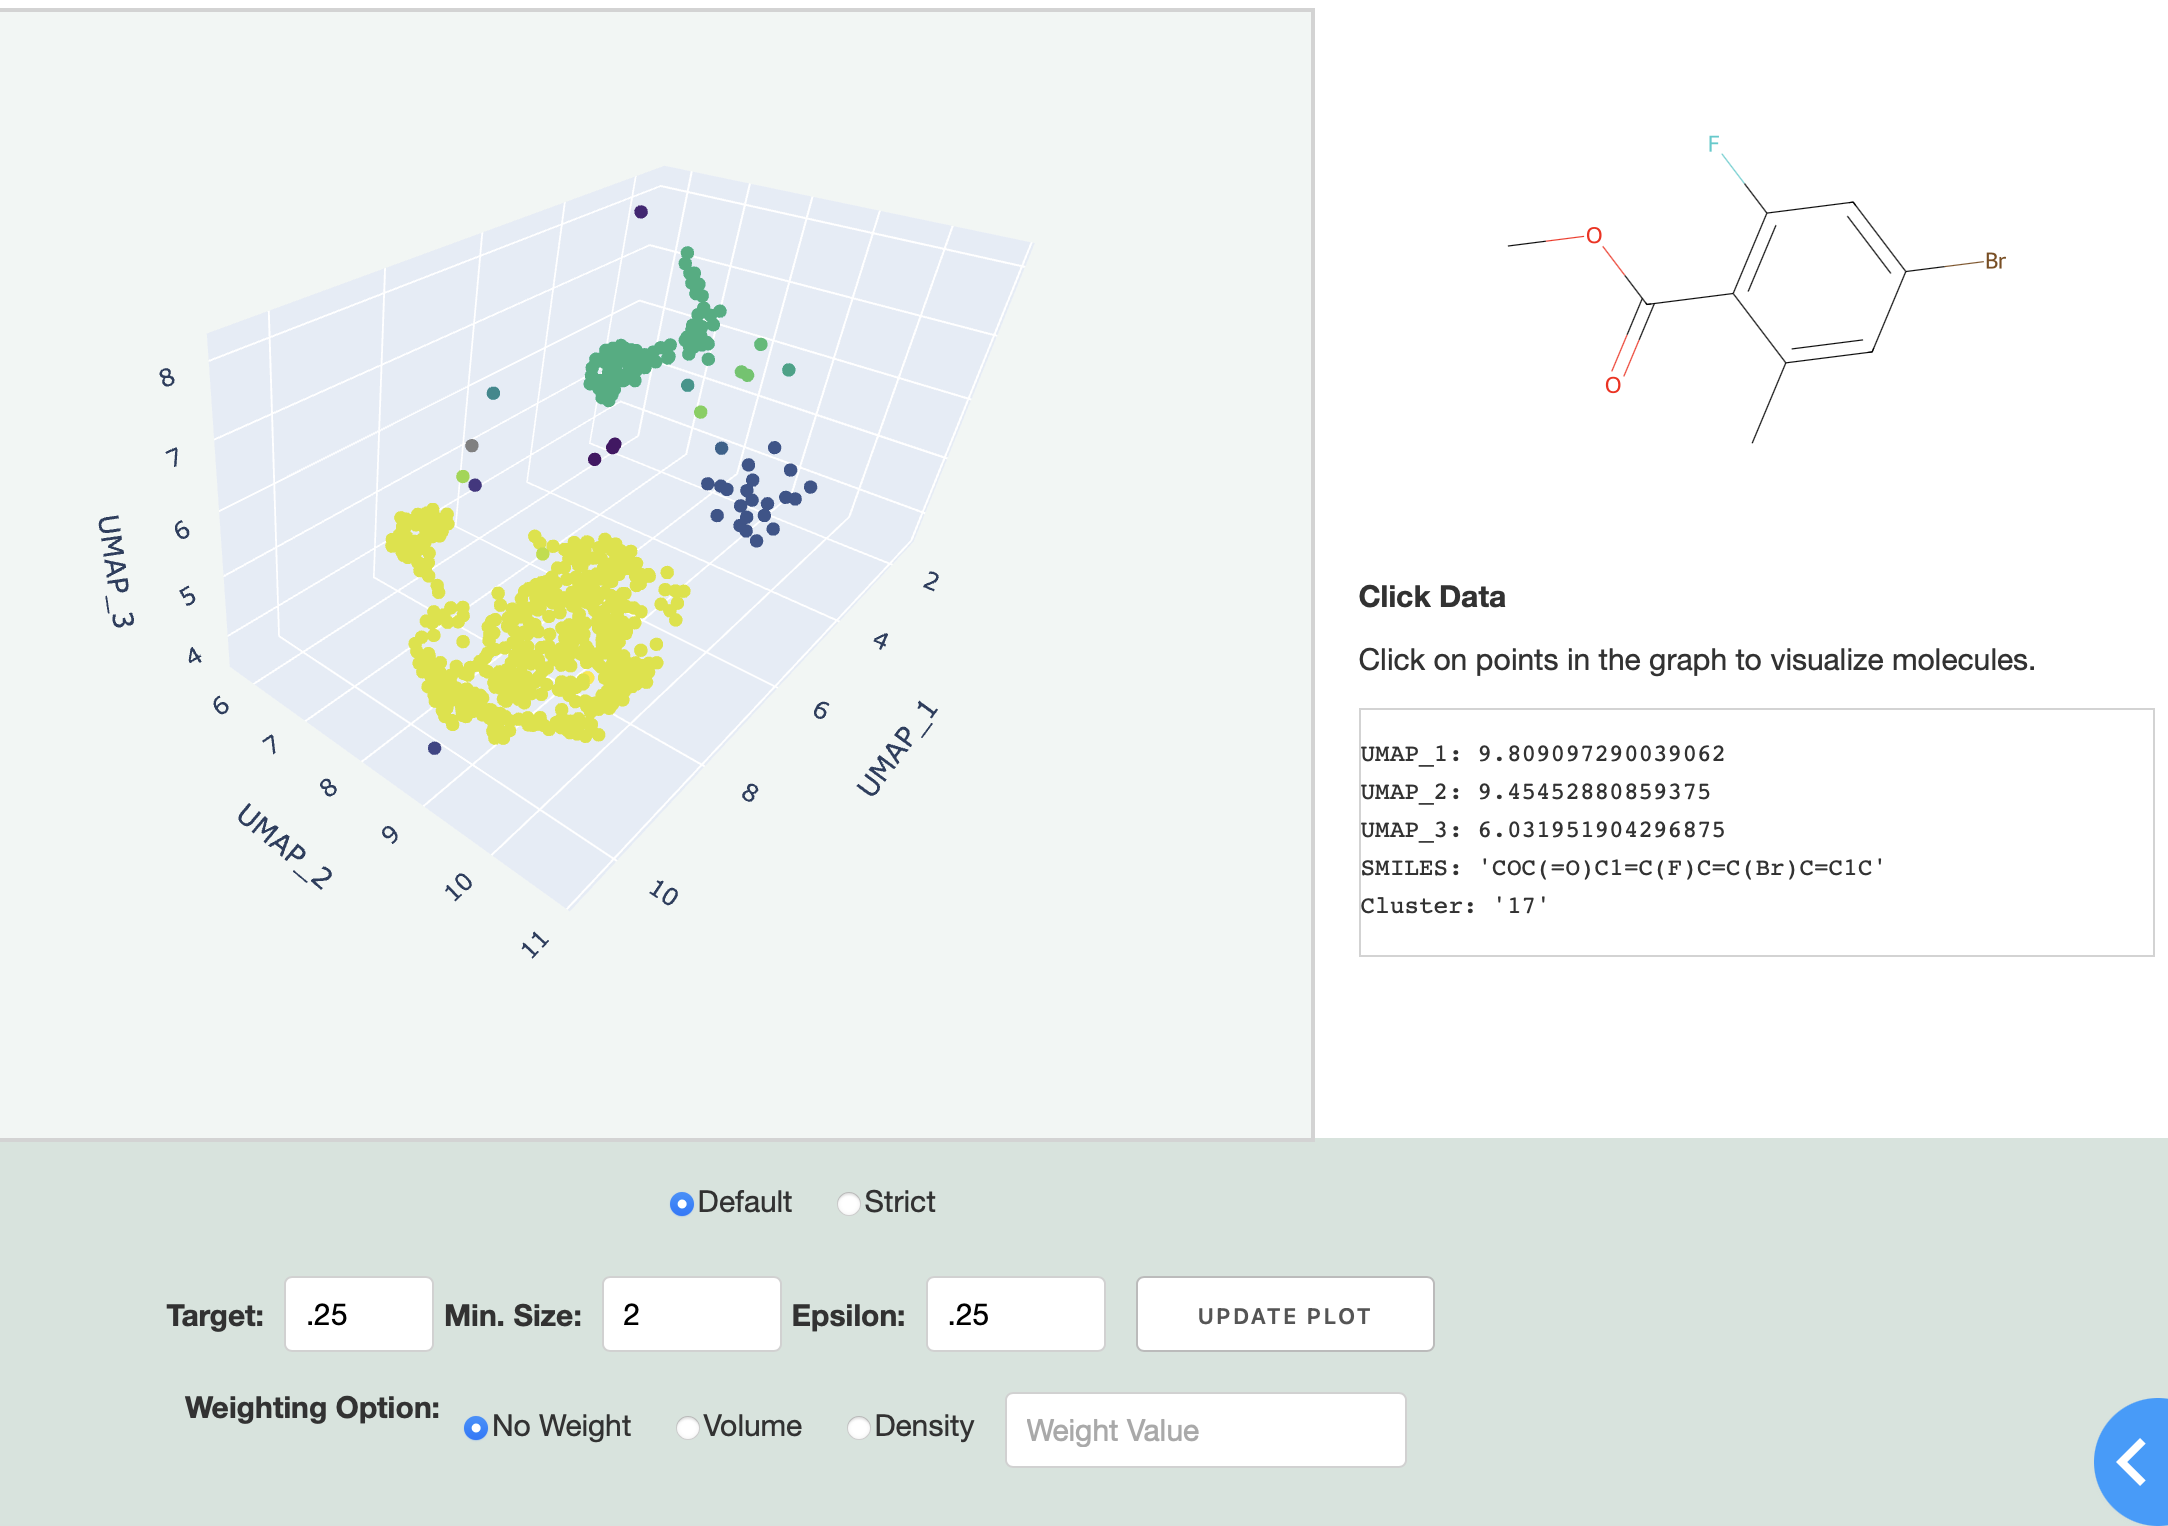 F
O
Br
O
8
7
6
5
4
UMAP_3
6
7
8
9
10
11
UMAP_2
2
4
6
8
10
UMAP_1
Click Data
Click on points in the graph to visualize molecules.
UMAP_1: 9.809097290039062
UMAP_2: 9.45452880859375
UMAP_3: 6.031951904296875
SMILES: 'COC(=O)C1=C(F)C=C(Br)C=C1C'
Cluster: '17'
Default Strict
Target: .25 Min. Size: 2 Epsilon: .25 UPDATE PLOT
Weighting Option: No Weight Volume Density Weight Value